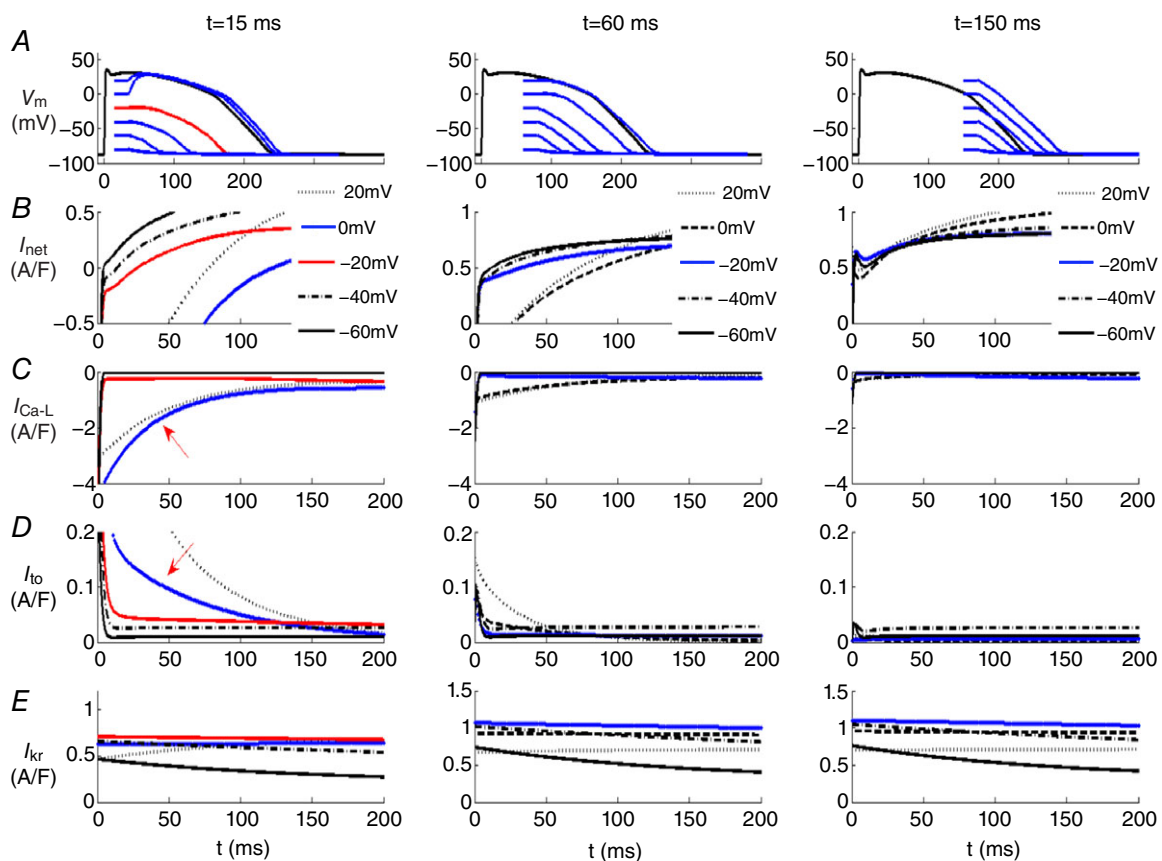 t=15 ms t=60 ms t=150 ms
A
Vm (mV)
50 0 −50 −100
0 100 200
50 0 −50 −100
0 100 200
50 0 −50 −100
0 100 200
B
Inet (A/F)
0.5 0 −0.5
0 50 100
20mV
0mV
−20mV
−40mV
−60mV
1 0.5 0
0 50 100
20mV
0mV
−20mV
−40mV
−60mV
1 0.5 0
0 50 100
20mV
0mV
−20mV
−40mV
−60mV
C
ICa-L (A/F)
0 −2 −4
0 50 100 150 200
0 −2 −4
0 50 100 150 200
0 −2 −4
0 50 100 150 200
D
Ito (A/F)
0.2 0.1 0
0 50 100 150 200
0.2 0.1 0
0 50 100 150 200
0.2 0.1 0
0 50 100 150 200
E
Ikr (A/F)
1 0.5 0
0 50 100 150 200
1.5 1 0.5 0
0 50 100 150 200
1.5 1 0.5 0
0 50 100 150 200
t (ms) t (ms) t (ms)